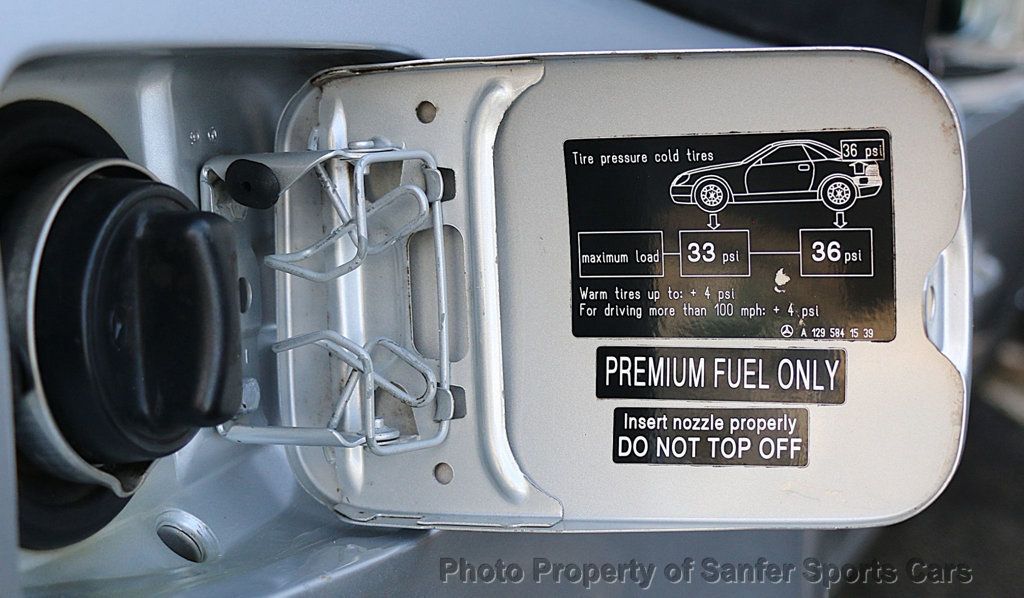 Tire pressure cold tires
36 psi
maximum load
33 psi
36 psi
Warm tires up to: + 4 psi
For driving more than 100 mph: + 4 psi
A 129 584 15 39
PREMIUM FUEL ONLY
Insert nozzle properly
DO NOT TOP OFF
Photo Property of Sanfer Sports Cars